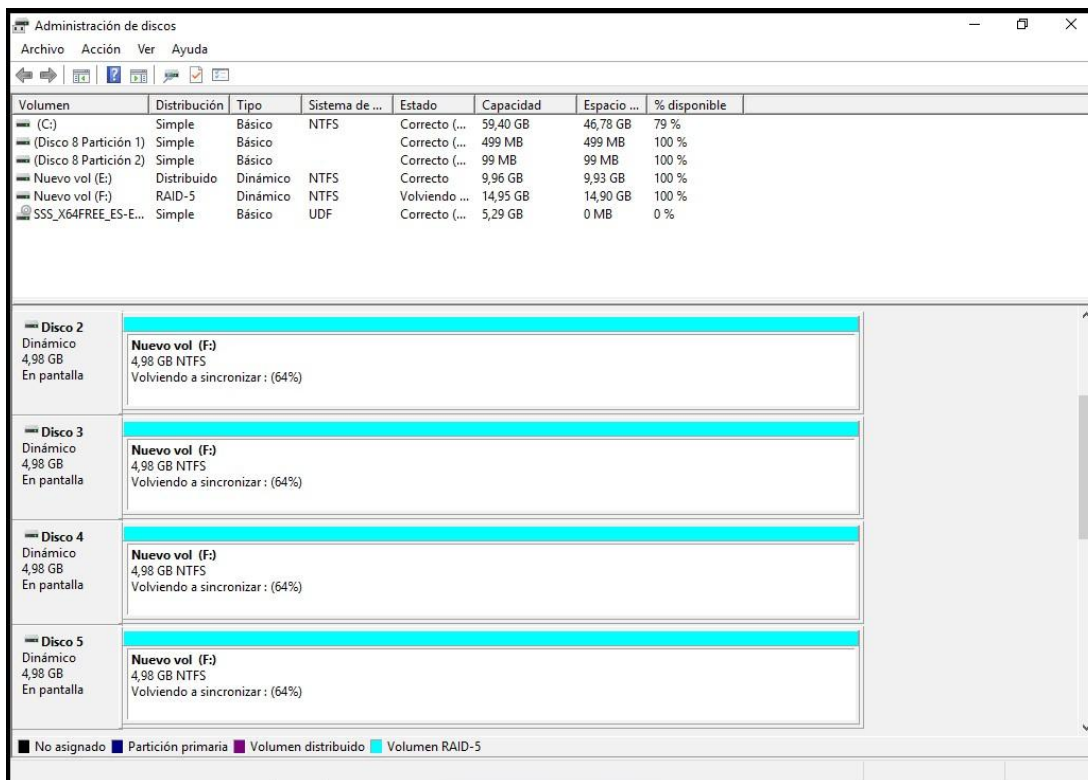 Administración de discos
Archivo Acción Ver Ayuda
Volumen Distribución Tipo Sistema de ... Estado Capacidad Espacio ... % disponible
(C:) Simple Básico NTFS Correcto (... 59,40 GB 46,78 GB 79 %
(Disco 8 Partición 1) Simple Básico Correcto (... 499 MB 499 MB 100 %
(Disco 8 Partición 2) Simple Básico Correcto (... 99 MB 99 MB 100 %
Nuevo vol (E:) Distribuido Dinámico NTFS Correcto 9,96 GB 9,93 GB 100 %
Nuevo vol (F:) RAID-5 Dinámico NTFS Volviendo ... 14,95 GB 14,90 GB 100 %
SSS_X64FREE_ES-E... Simple Básico UDF Correcto (... 5,29 GB 0 MB 0 %
Disco 2
Dinámico
4,98 GB
En pantalla
Nuevo vol (F:)
4,98 GB NTFS
Volviendo a sincronizar : (64%)
Disco 3
Dinámico
4,98 GB
En pantalla
Nuevo vol (F:)
4,98 GB NTFS
Volviendo a sincronizar : (64%)
Disco 4
Dinámico
4,98 GB
En pantalla
Nuevo vol (F:)
4,98 GB NTFS
Volviendo a sincronizar : (64%)
Disco 5
Dinámico
4,98 GB
En pantalla
Nuevo vol (F:)
4,98 GB NTFS
Volviendo a sincronizar : (64%)
No asignado Partición primaria Volumen distribuido Volumen RAID-5